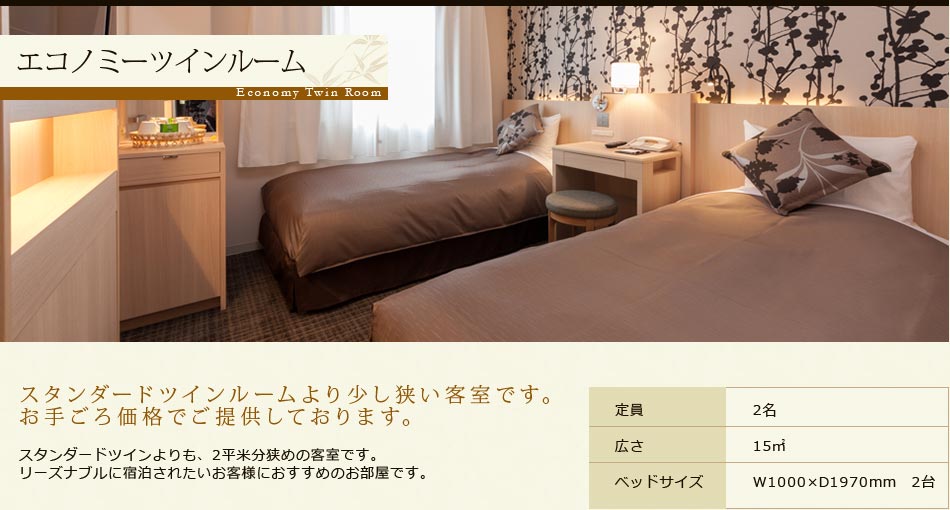 エコノミーツインルーム
Economy Twin Room
スタンダードツインルームより少し狭い客室です。
お手ごろ価格でご提供しております。
スタンダードツインよりも、2平米分狭めの客室です。
リーズナブルに宿泊されたいお客様におすすめのお部屋です。
定員 2名
広さ 15㎡
ベッドサイズ W1000×D1970mm 2台